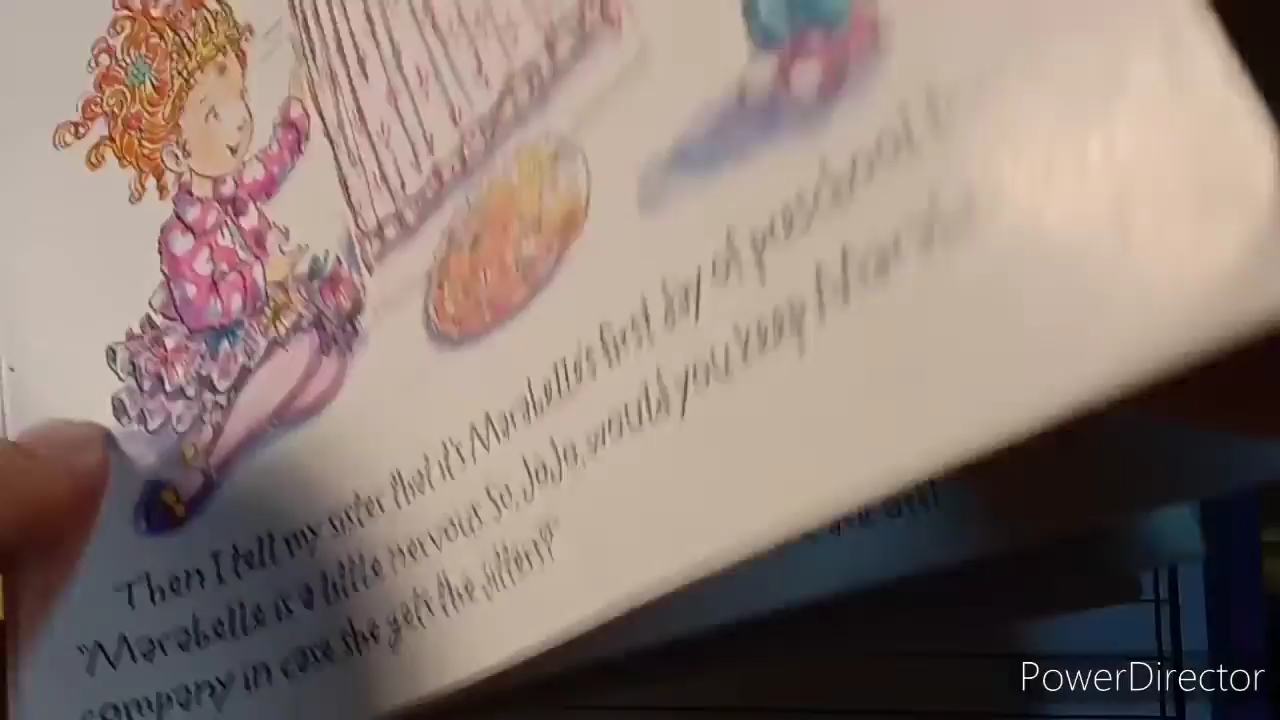 Then I tell my sister that it's Marabelle's first day of preschool
"Marabelle is a little nervous. So, JoJo, would you keep her
company in case she gets the jitters?"
PowerDirector